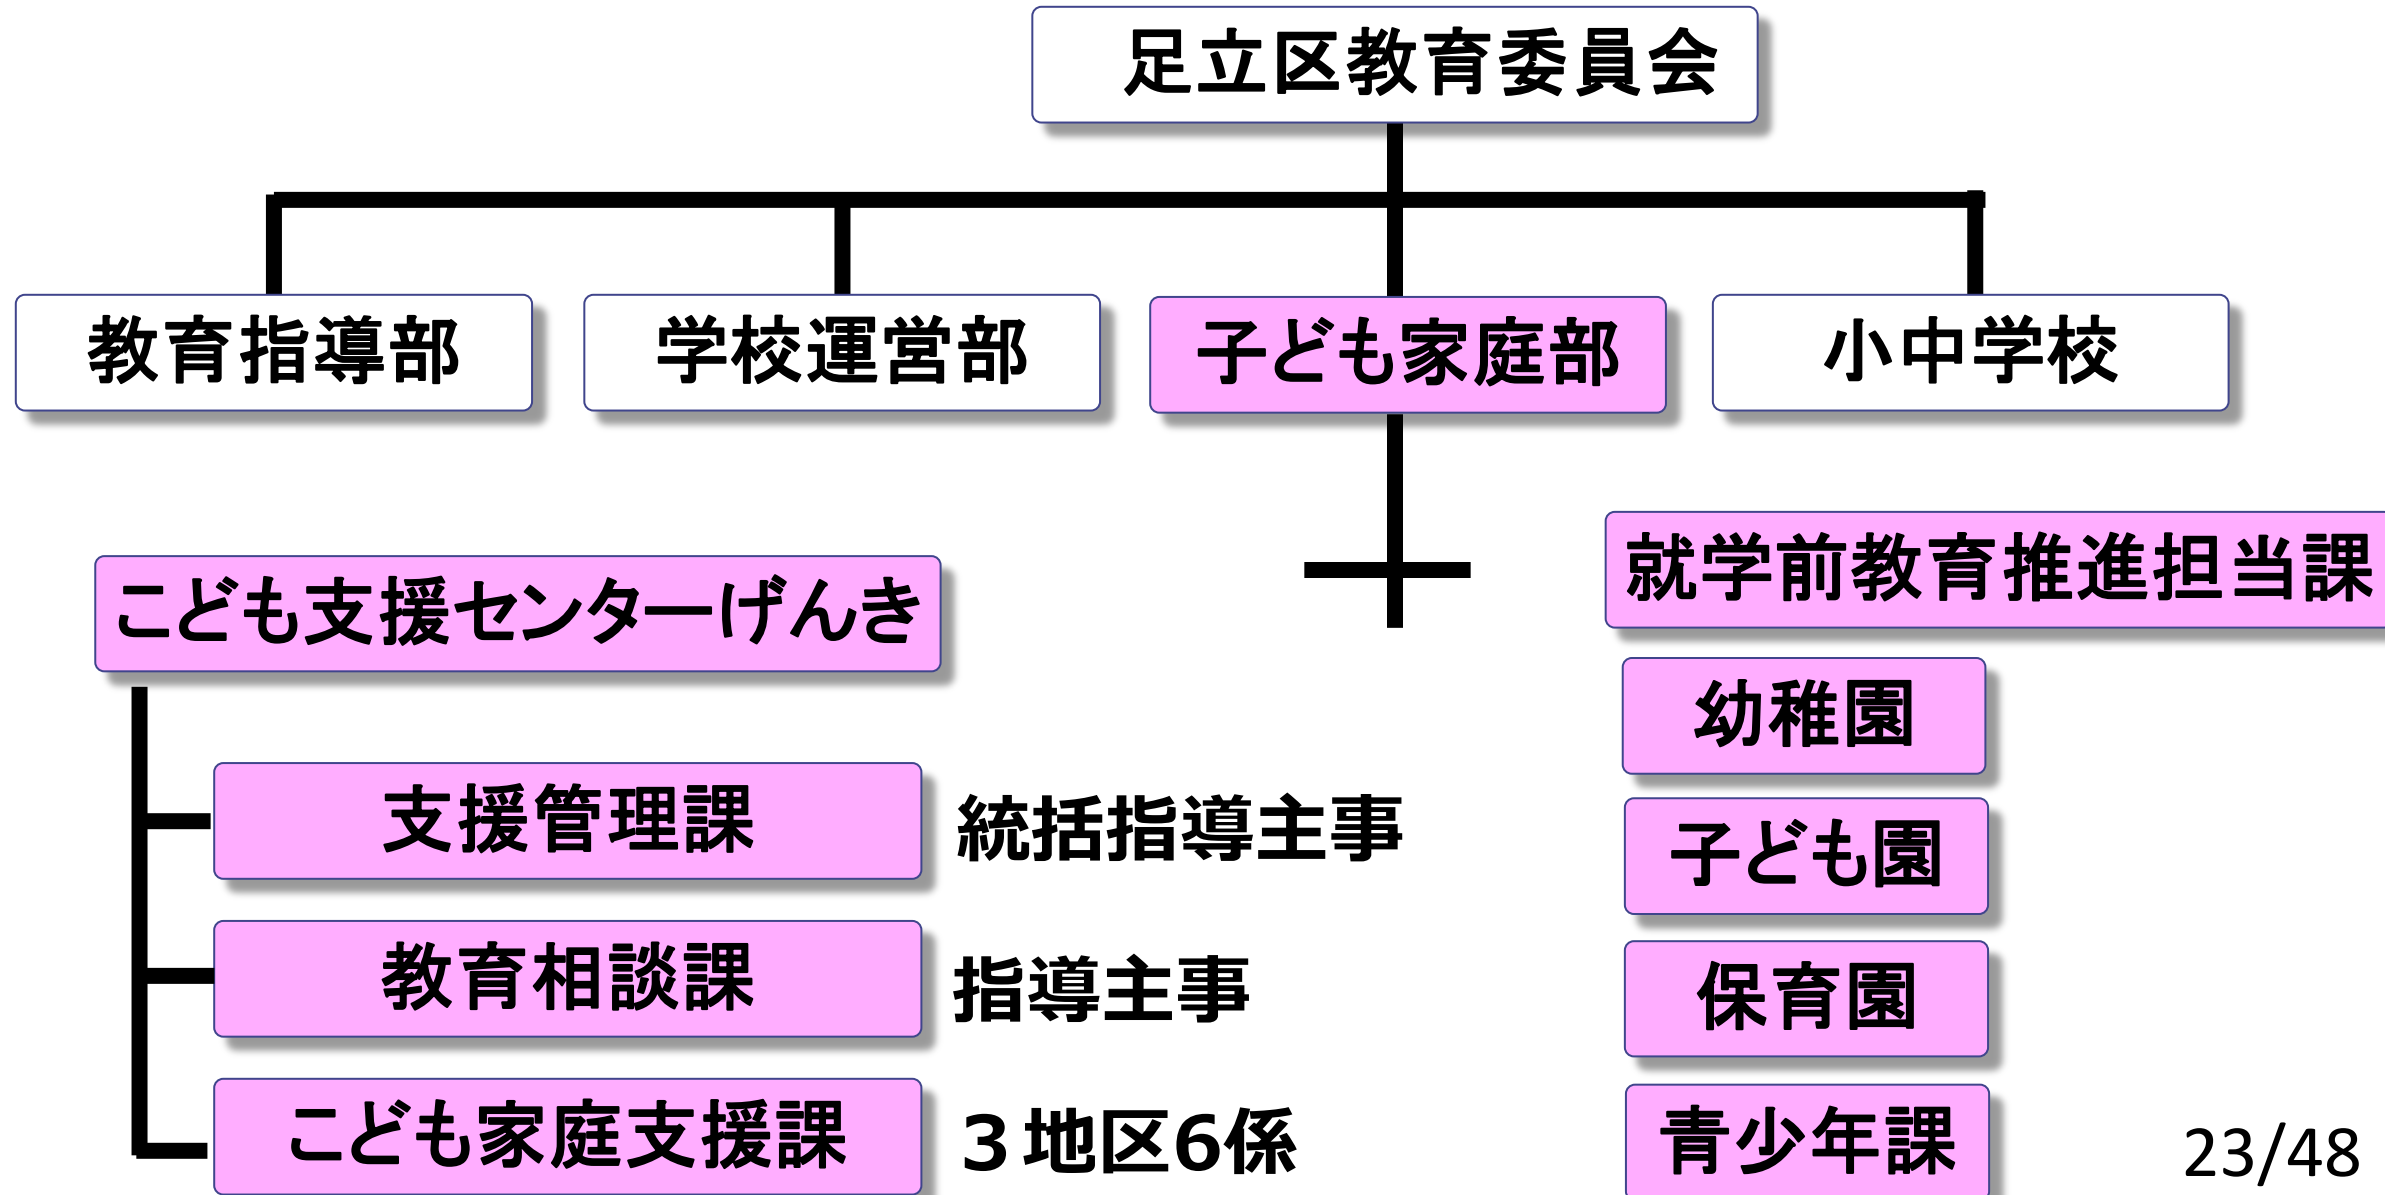 足立区教育委員会
教育指導部
学校運営部
子ども家庭部
小中学校
こども支援センターげんき
支援管理課
統括指導主事
教育相談課
指導主事
こども家庭支援課
３地区6係
就学前教育推進担当課
幼稚園
子ども園
保育園
青少年課
23/48